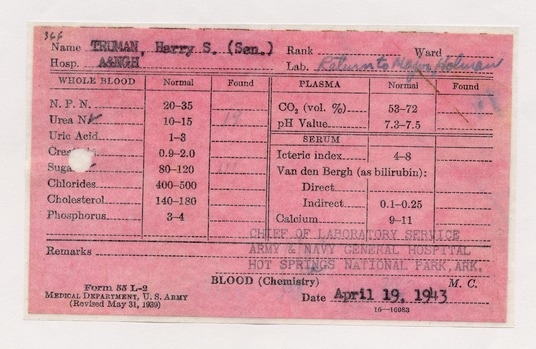 366
Name TRUMAN, Harry S. (Sen.) Rank Ward
Hosp. A&NGH Lab. Return to Major Holman
WHOLE BLOOD Normal Found PLASMA Normal Found
N. P. N. 20–35 CO₂ (vol. %) 53–72
Urea N. 10–15 pH Value 7.3–7.5
Uric Acid 1–3 SERUM
0.9–2.0 Icteric index 4–8
80–120 Van den Bergh (as bilirubin):
Chlorides 400–500 Direct
Cholesterol 140–180 Indirect 0.1–0.25
Phosphorus 3–4 Calcium 9–11
CHIEF OF LABORATORY SERVICE
Remarks ARMY & NAVY GENERAL HOSPITAL
HOT SPRINGS NATIONAL PARK, ARK.
Form 55 L–2 BLOOD (Chemistry) M. C.
MEDICAL DEPARTMENT, U. S. ARMY
(Revised May 31, 1939) Date April 19, 1943
16—16083